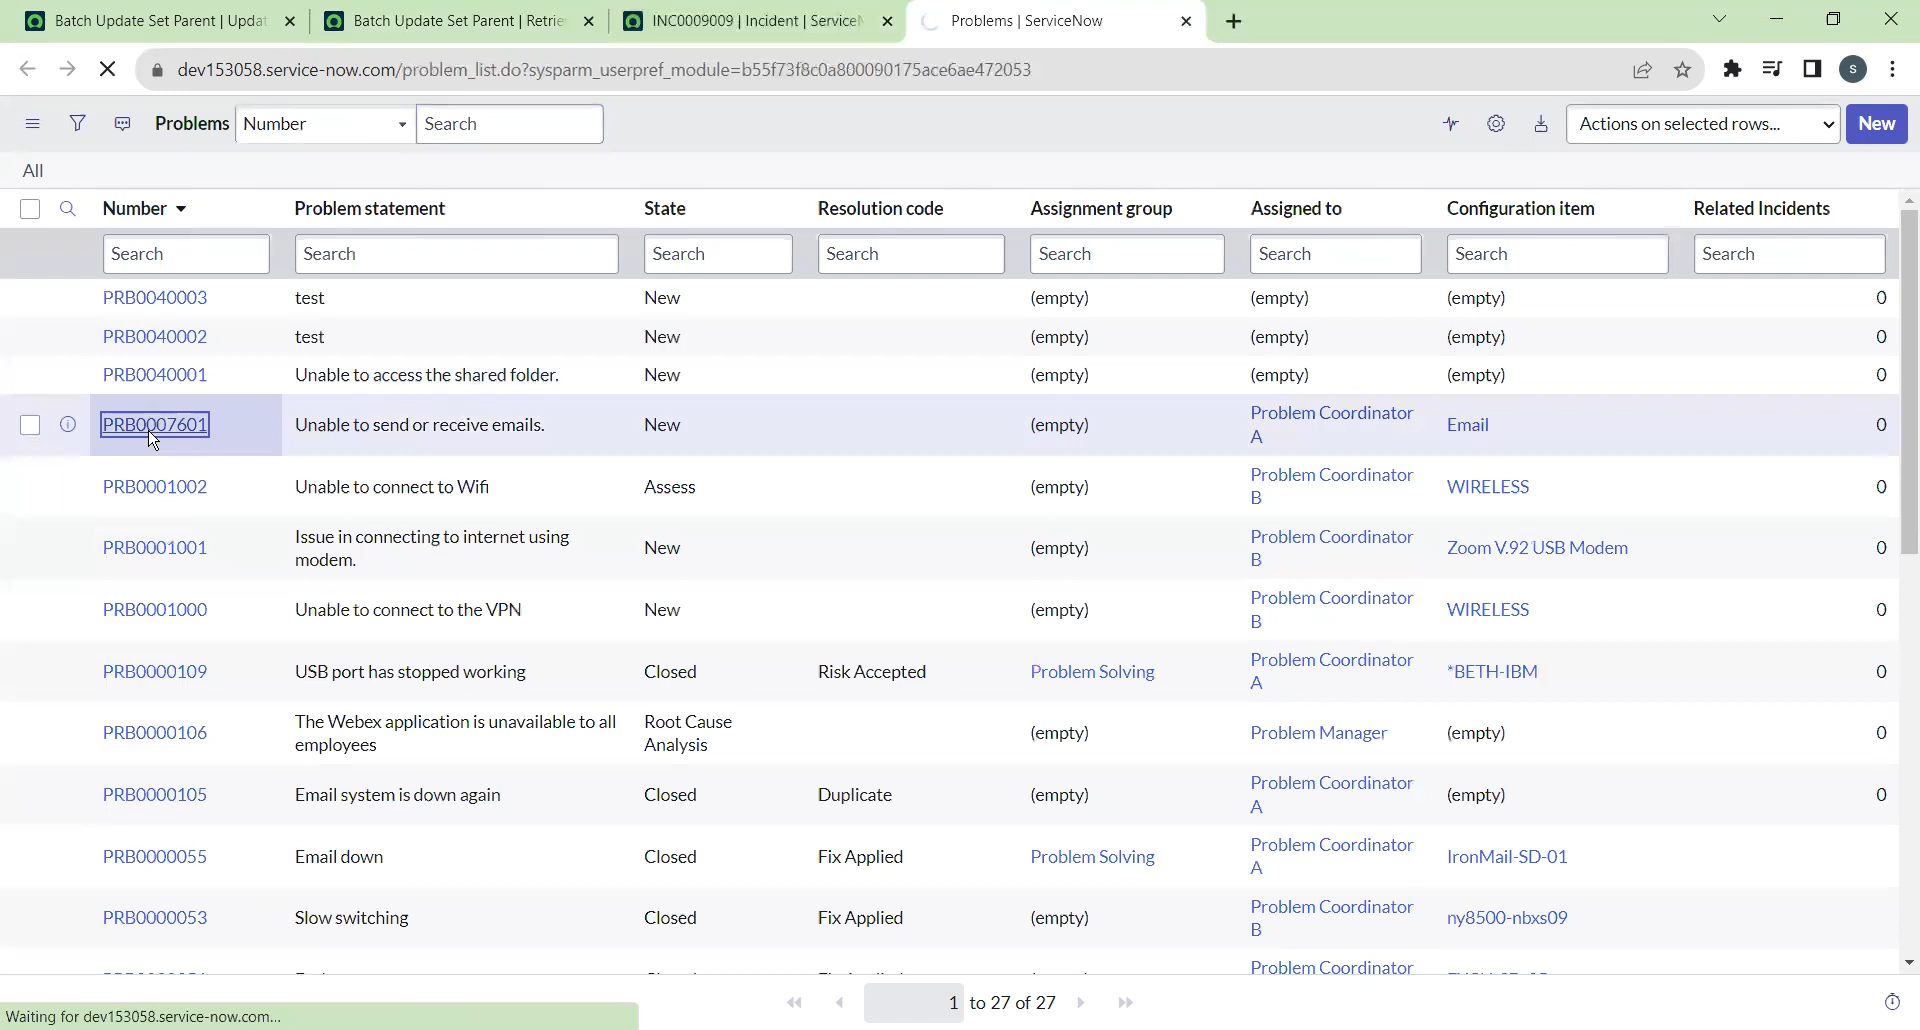 Batch Update Set Parent | Updat
Batch Update Set Parent | Retrie
INC0009009 | Incident | ServiceN
Problems | ServiceNow
dev153058.service-now.com/problem_list.do?sysparm_userpref_module=b55f73f8c0a800090175ace6ae472053
S
Problems Number Search Actions on selected rows... New
All
Number Problem statement State Resolution code Assignment group Assigned to Configuration item Related Incidents
Search Search Search Search Search Search Search Search
PRB0040003 test New (empty) (empty) (empty) 0
PRB0040002 test New (empty) (empty) (empty) 0
PRB0040001 Unable to access the shared folder. New (empty) (empty) (empty) 0
PRB0007601 Unable to send or receive emails. New (empty) Problem Coordinator A Email 0
PRB0001002 Unable to connect to Wifi Assess (empty) Problem Coordinator B WIRELESS 0
PRB0001001 Issue in connecting to internet using modem. New (empty) Problem Coordinator B Zoom V.92 USB Modem 0
PRB0001000 Unable to connect to the VPN New (empty) Problem Coordinator B WIRELESS 0
PRB0000109 USB port has stopped working Closed Risk Accepted Problem Solving Problem Coordinator A *BETH-IBM 0
PRB0000106 The Webex application is unavailable to all employees Root Cause Analysis (empty) Problem Manager (empty) 0
PRB0000105 Email system is down again Closed Duplicate (empty) Problem Coordinator A (empty) 0
PRB0000055 Email down Closed Fix Applied Problem Solving Problem Coordinator A IronMail-SD-01
PRB0000053 Slow switching Closed Fix Applied (empty) Problem Coordinator B ny8500-nbxs09
Problem Coordinator
1 to 27 of 27
Waiting for dev153058.service-now.com...